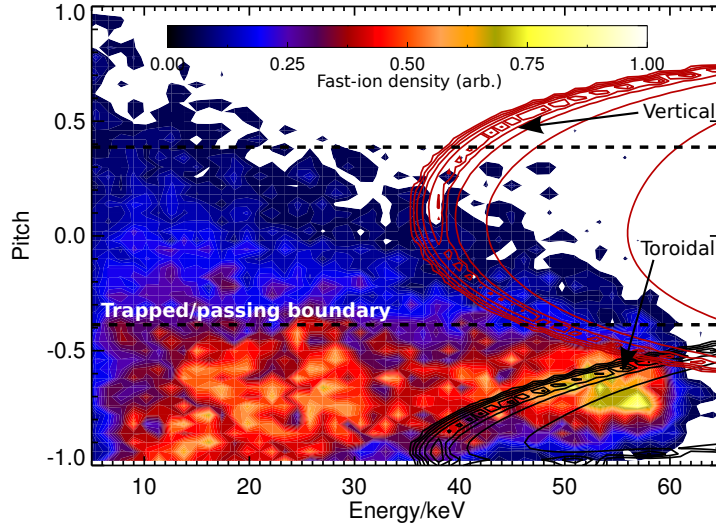 1.0
0.00 0.25 0.50 0.75 1.00
Fast-ion density (arb.)
Vertical
0.5
Pitch
0.0
Toroidal
Trapped/passing boundary
-0.5
-1.0
10 20 30 40 50 60
Energy/keV